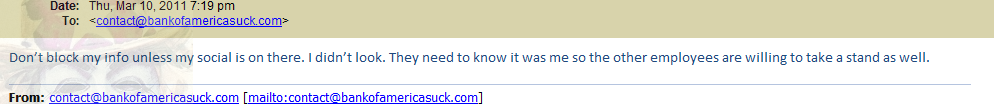 Date: Thu, Mar 10, 2011 7:19 pm
To: <contact@bankofamericasuck.com>
Don’t block my info unless my social is on there. I didn’t look. They need to know it was me so the other employees are willing to take a stand as well.
From: contact@bankofamericasuck.com [mailto:contact@bankofamericasuck.com]